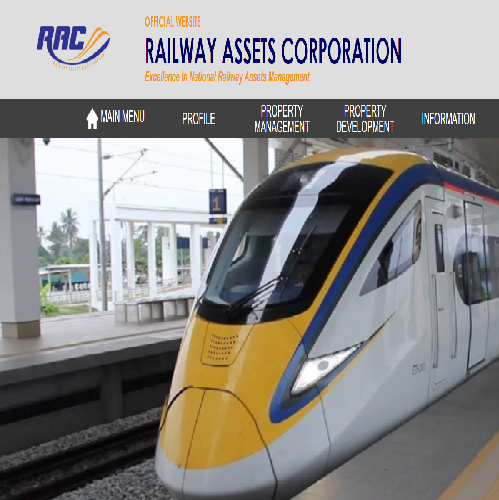 RAC
OFFICIAL WEBSITE
RAILWAY ASSETS CORPORATION
Excellence in National Railway Assets Management
MAIN MENU
PROFILE
PROPERTY
MANAGEMENT
PROPERTY
DEVELOPMENT
INFORMATION
1